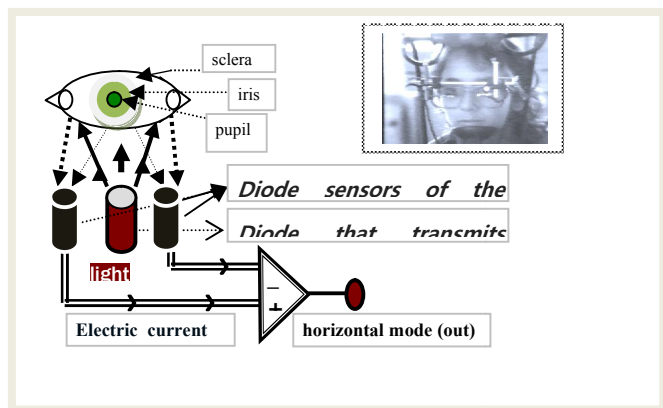 sclera
iris
pupil
Diode sensors of the
Diode that transmits
light
Electric current
horizontal mode (out)